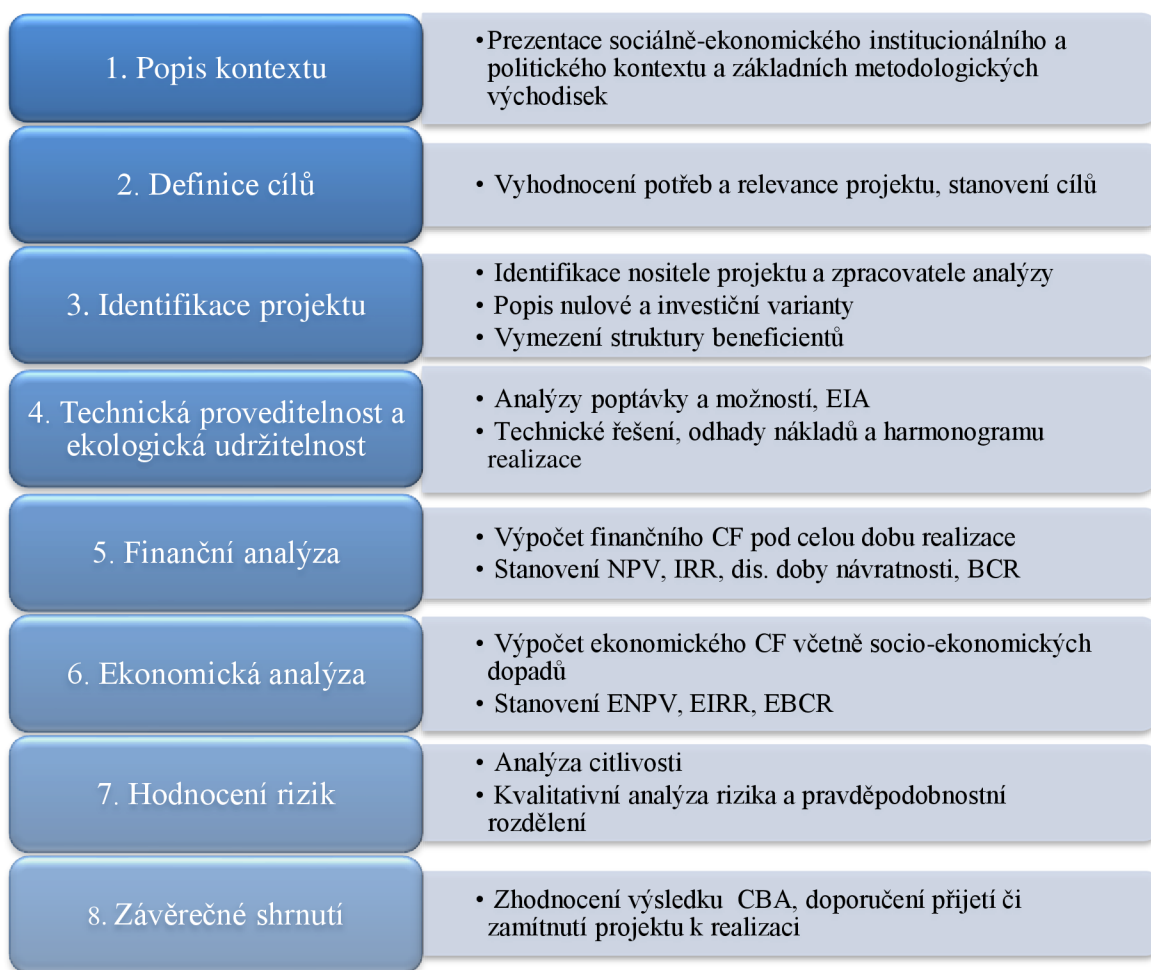 1. Popis kontextu
•Prezentace sociálně-ekonomického institucionálního a
politického kontextu a základních metodologických
východisek
2. Definice cílů
• Vyhodnocení potřeb a relevance projektu, stanovení cílů
3. Identifikace projektu
• Identifikace nositele projektu a zpracovatele analýzy
• Popis nulové a investiční varianty
• Vymezení struktury beneficientů
4. Technická proveditelnost a
ekologická udržitelnost
• Analýzy poptávky a možností, EIA
• Technické řešení, odhady nákladů a harmonogramu
realizace
5. Finanční analýza
• Výpočet finančního CF pod celou dobu realizace
• Stanovení NPV, IRR, dis. doby návratnosti, BCR
6. Ekonomická analýza
• Výpočet ekonomického CF včetně socio-ekonomických
dopadů
• Stanovení ENPV, EIRR, EBCR
7. Hodnocení rizik
• Analýza citlivosti
• Kvalitativní analýza rizika a pravděpodobnostní
rozdělení
8. Závěrečné shrnutí
• Zhodnocení výsledku  CBA, doporučení přijetí či
zamítnutí projektu k realizaci